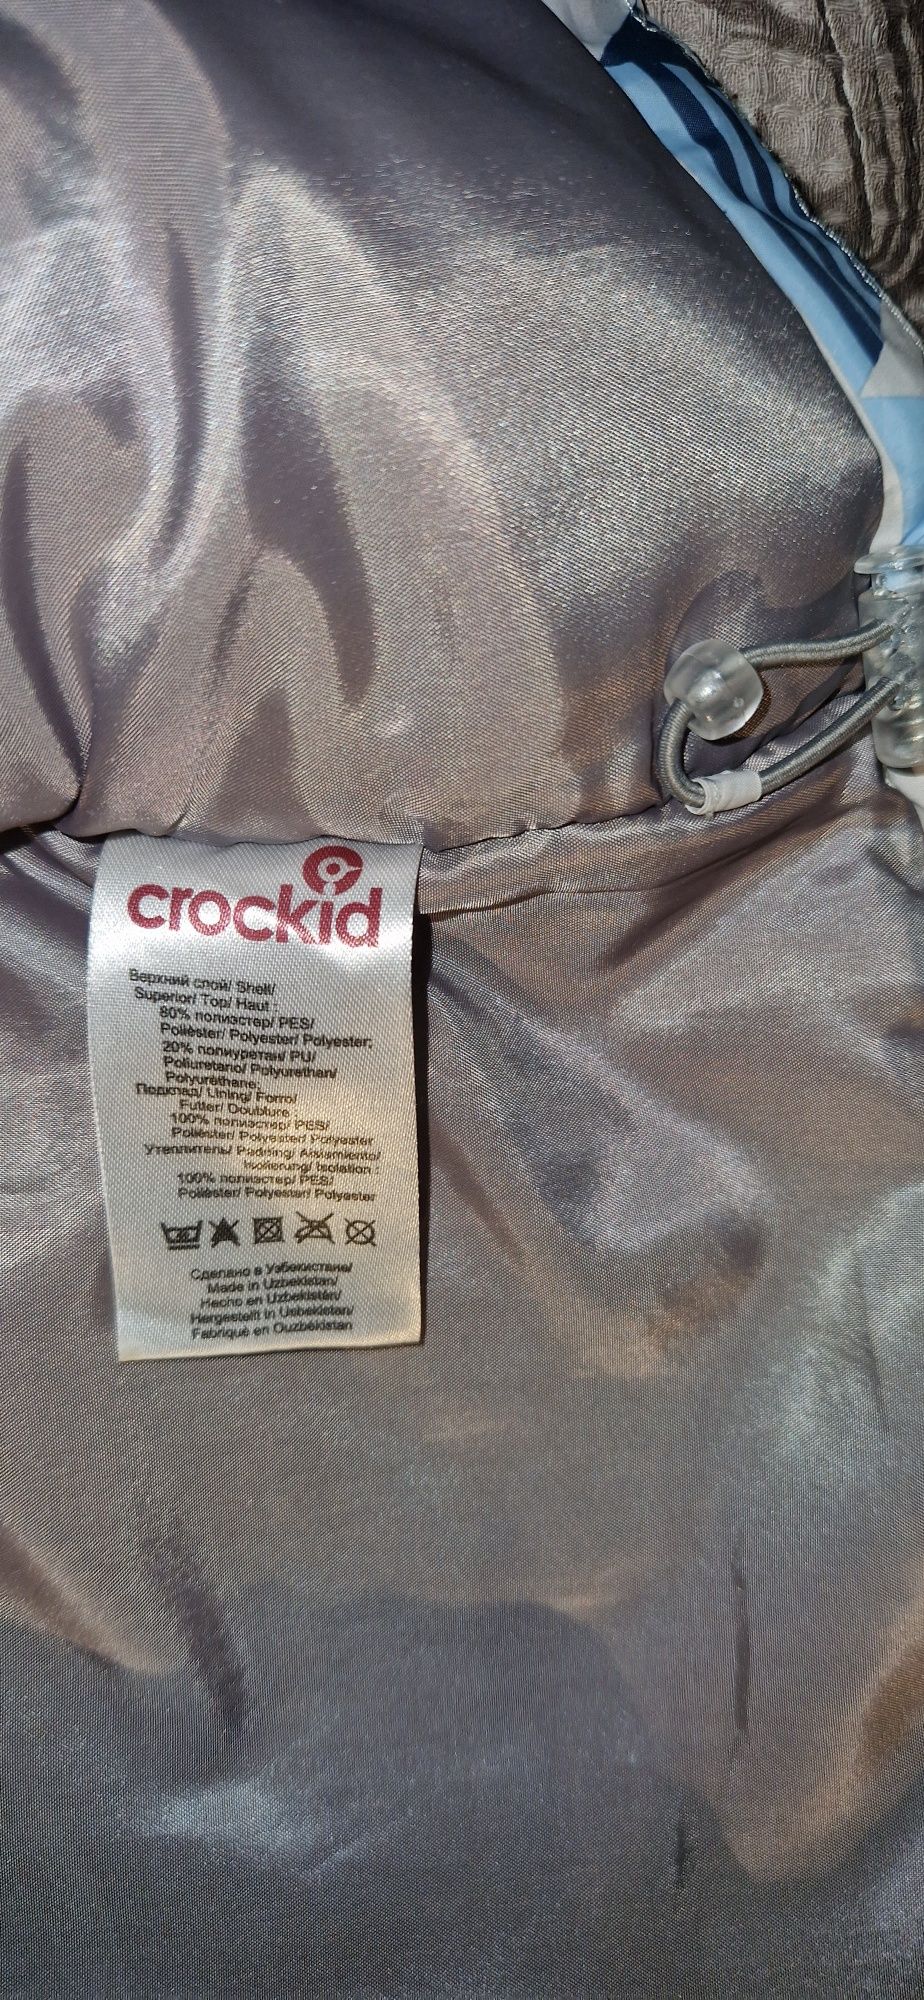 crockid
Верхний слой/ Shell/
Superior/ Top/ Haut :
80% полиэстер/ PES/
Poliéster/ Polyester/ Polyester;
20% полиуретан/ PU/
Poliuretano/ Polyurethan/
Polyuréthane;
Подклад/ Lining/ Forro/
Futter/ Doublure :
100% полиэстер/ PES/
Poliéster/ Polyester/ Polyester
Утеплитель/ Padding/ Aislamiento/
Isolierung/ Isolation :
100% полиэстер/ PES/
Poliéster/ Polyester/ Polyester
Сделано в Узбекистане/
Made in Uzbekistan/
Hecho en Uzbekistán/
Hergestellt in Usbekistan/
Fabriqué en Ouzbékistan